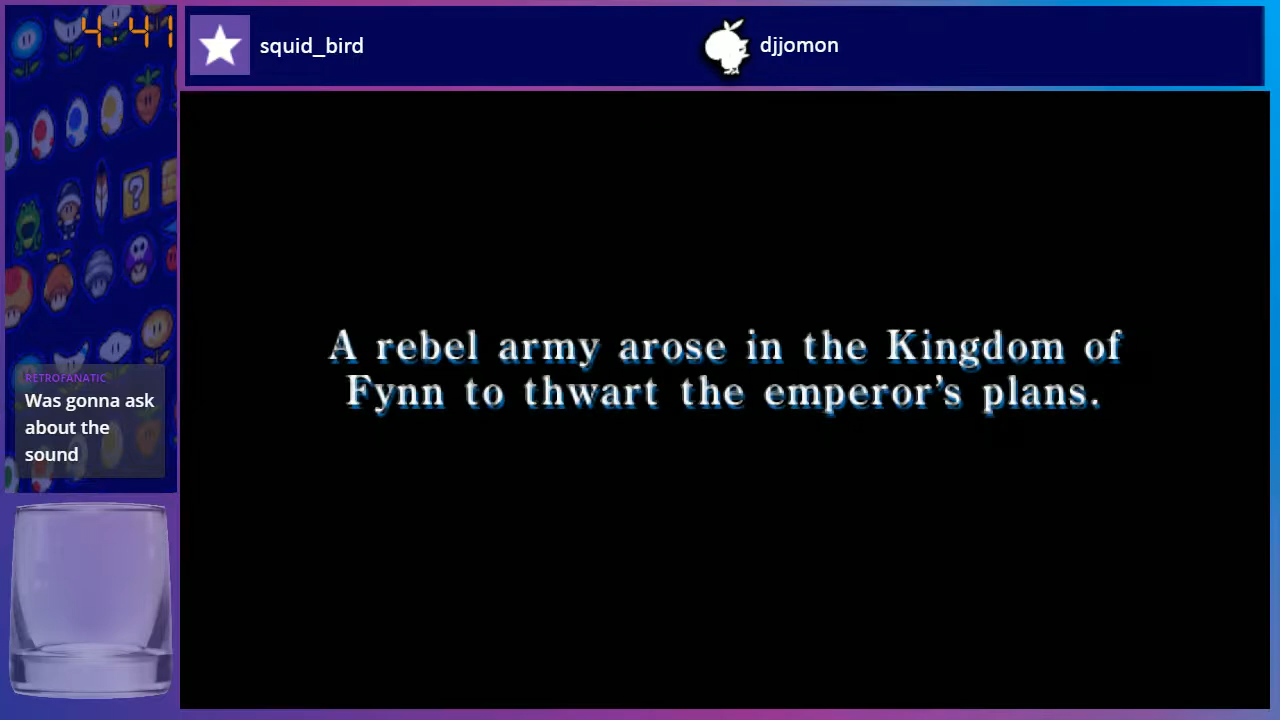 4:47
squid_bird
djjomon
A rebel army arose in the Kingdom of
Fynn to thwart the emperor's plans.
RETROFANATIC
Was gonna ask
about the
sound